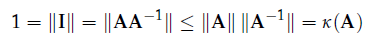 1 = ‖I‖ = ‖AA⁻¹‖ ≤ ‖A‖ ‖A⁻¹‖ = κ(A)